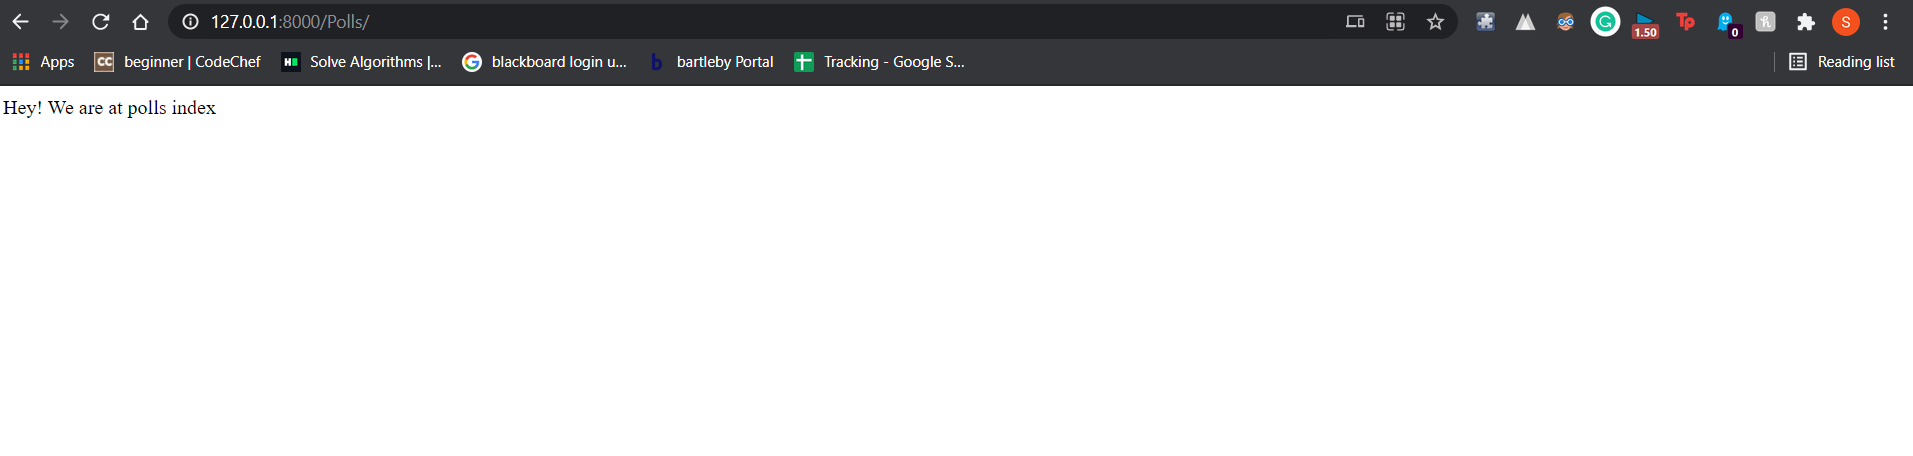 127.0.0.1:8000/Polls/
1.50
Tp
0
S
Apps
CC
beginner | CodeChef
H
Solve Algorithms |...
G
blackboard login u...
b
bartleby Portal
Tracking - Google S...
Reading list
Hey! We are at polls index